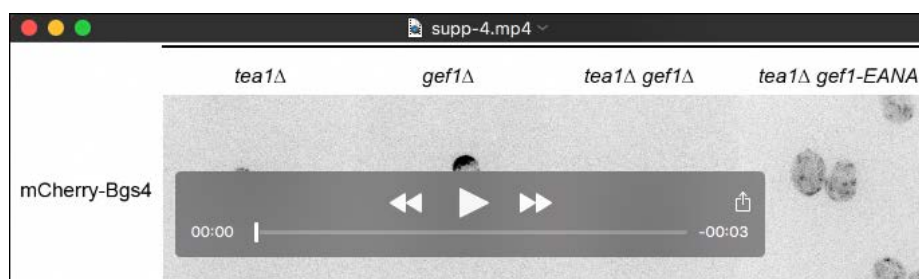 supp-4.mp4
tea1Δ gef1Δ tea1Δ gef1Δ tea1Δ gef1-EANA
mCherry-Bgs4
00:00 -00:03